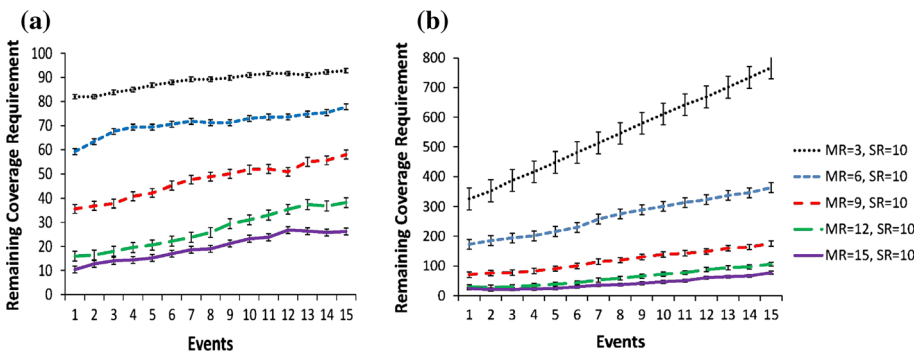 (a)
Remaining Coverage Requirement
100
90
80
70
60
50
40
30
20
10
0
1 2 3 4 5 6 7 8 9 10 11 12 13 14 15
Events
(b)
Remaining Coverage Requirement
800
700
600
500
400
300
200
100
0
1 2 3 4 5 6 7 8 9 10 11 12 13 14 15
Events
MR=3, SR=10
MR=6, SR=10
MR=9, SR=10
MR=12, SR=10
MR=15, SR=10